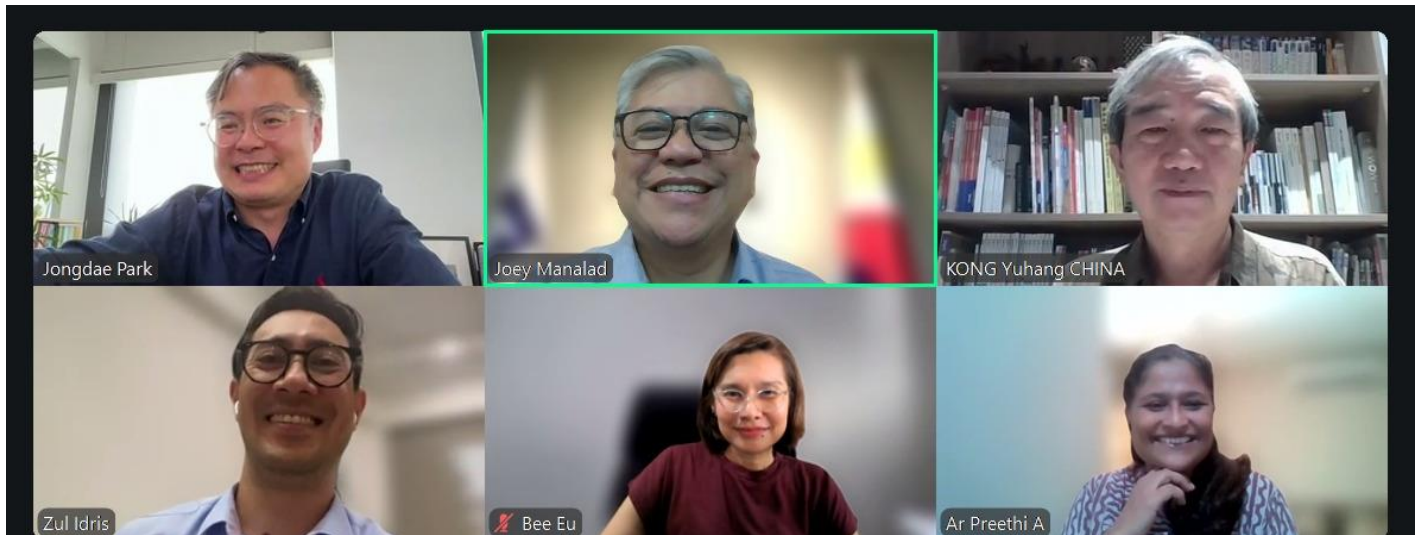 Jongdae Park
Joey Manalad
KONG Yuhang CHINA
Zul Idris
Bee Eu
Ar Preethi A